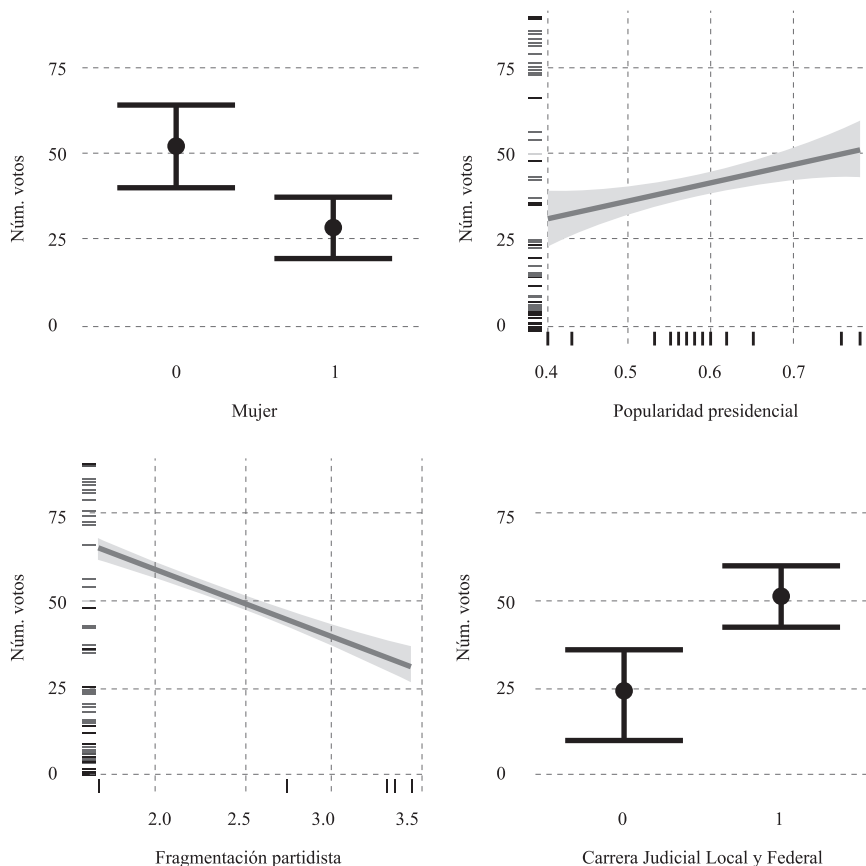 Núm. votos
75
50
25
0
0 1
Mujer
Núm. votos
75
50
25
0
0.4 0.5 0.6 0.7
Popularidad presidencial
Núm. votos
75
50
25
0
2.0 2.5 3.0 3.5
Fragmentación partidista
Núm. votos
75
50
25
0
0 1
Carrera Judicial Local y Federal